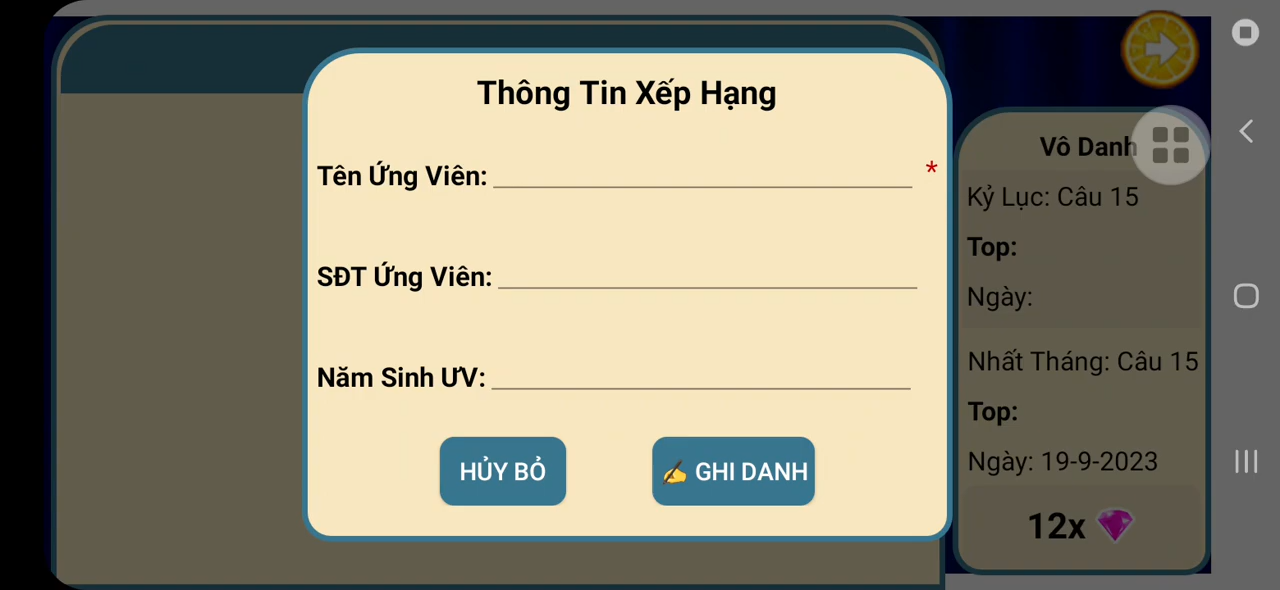 Thông Tin Xếp Hạng
Tên Ứng Viên: *
SĐT Ứng Viên:
Năm Sinh ƯV:
HỦY BỎ
✍ GHI DANH
Vô Danh
Kỷ Lục: Câu 15
Top:
Ngày:
Nhất Tháng: Câu 15
Top:
Ngày: 19-9-2023
12x